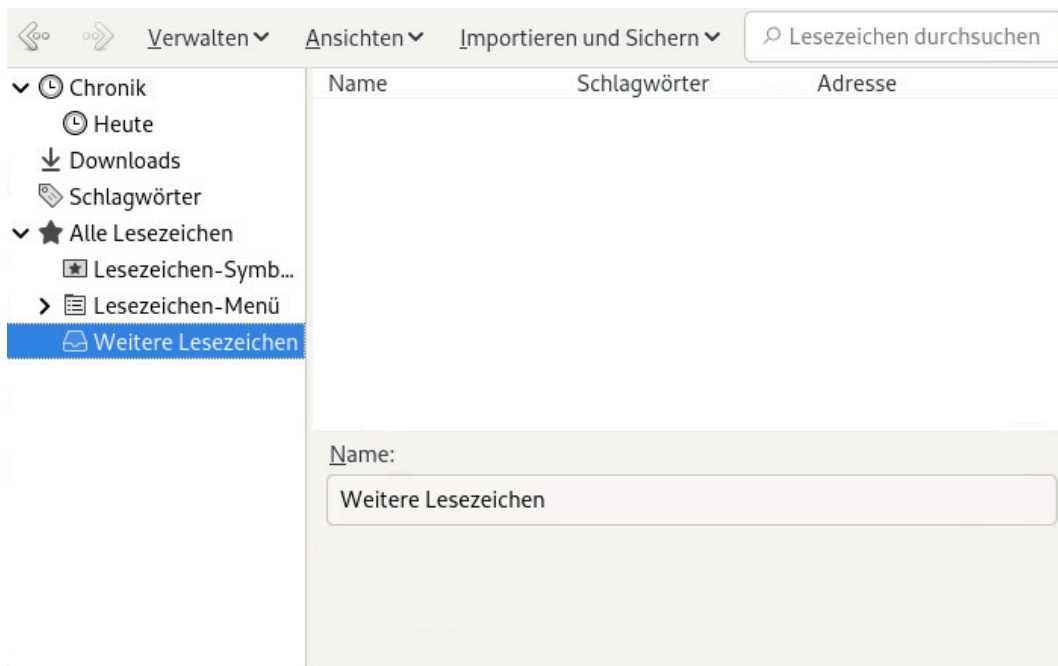 Verwalten Ansichten Importieren und Sichern Lesezeichen durchsuchen
Chronik
Heute
Downloads
Schlagwörter
Alle Lesezeichen
Lesezeichen-Symb...
Lesezeichen-Menü
Weitere Lesezeichen
Name Schlagwörter Adresse
Name:
Weitere Lesezeichen